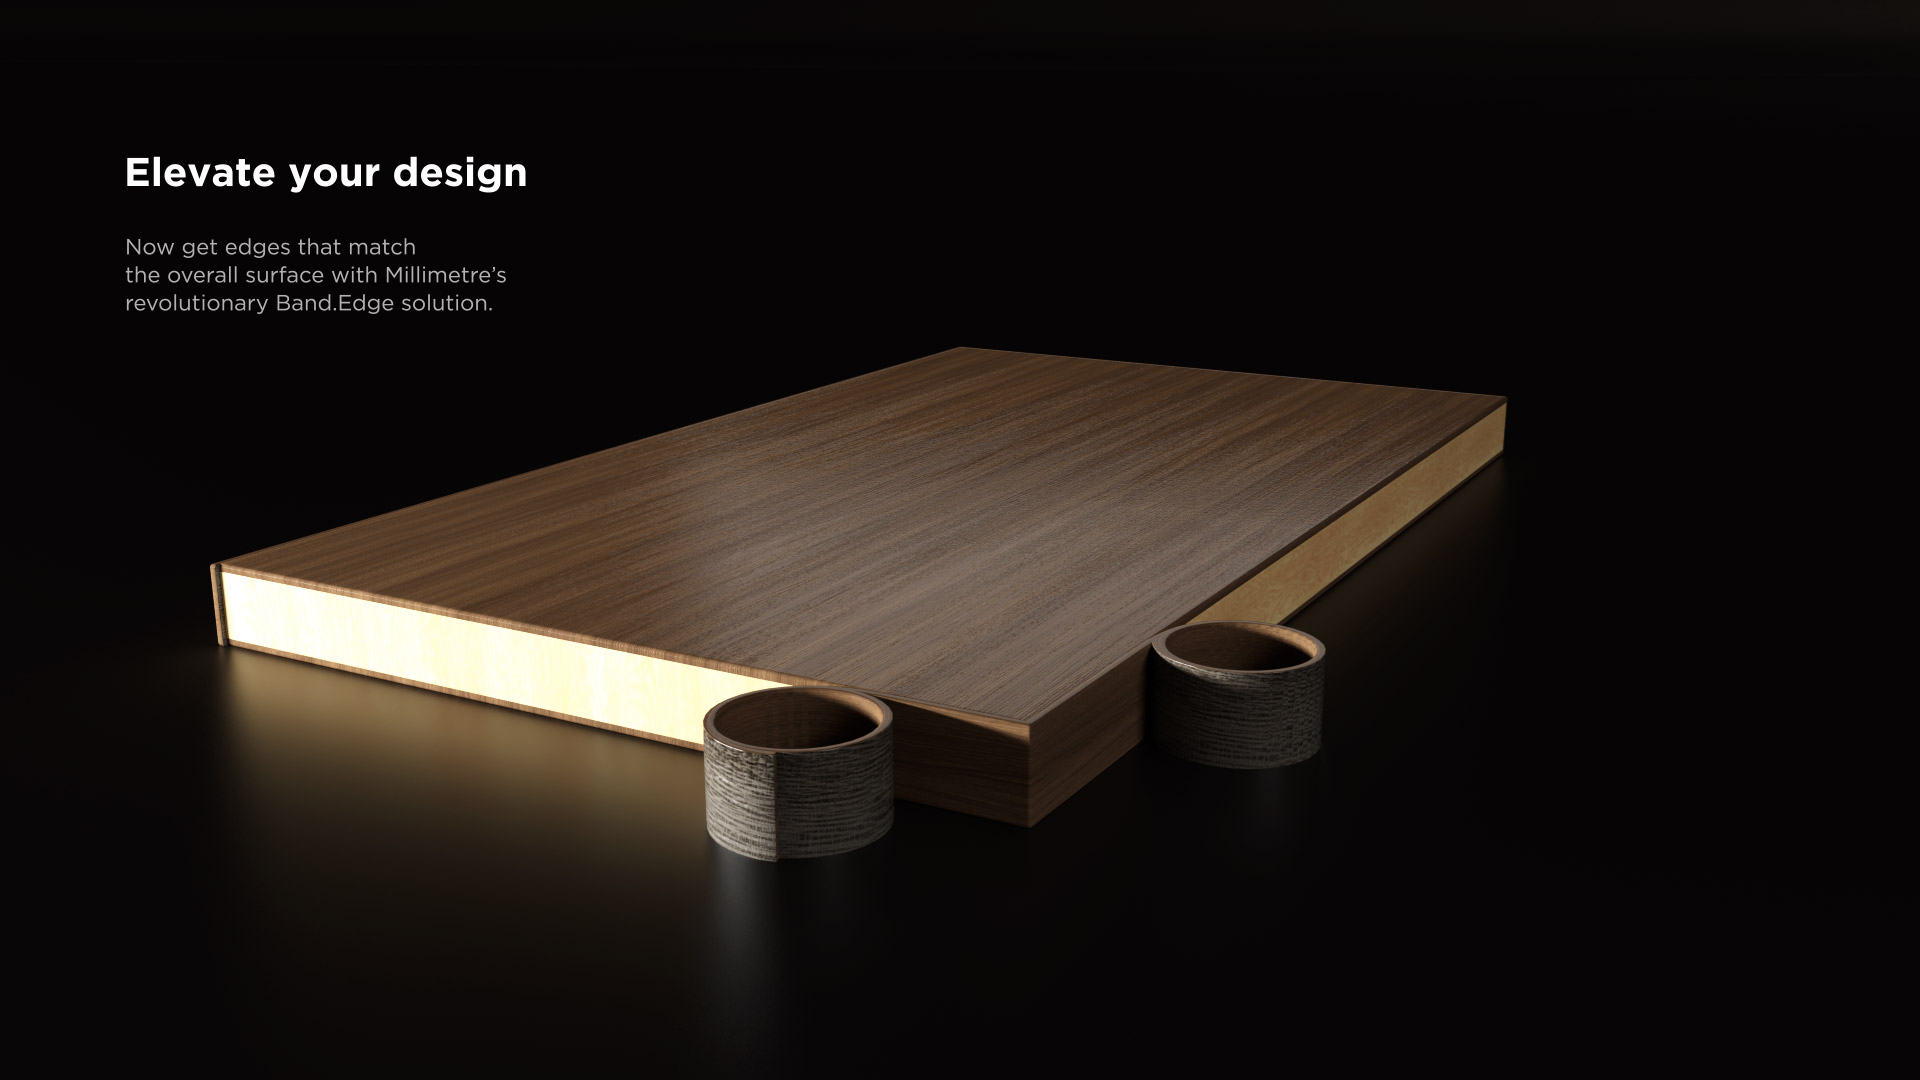 Elevate your design
Now get edges that match
the overall surface with Millimetre’s
revolutionary Band.Edge solution.